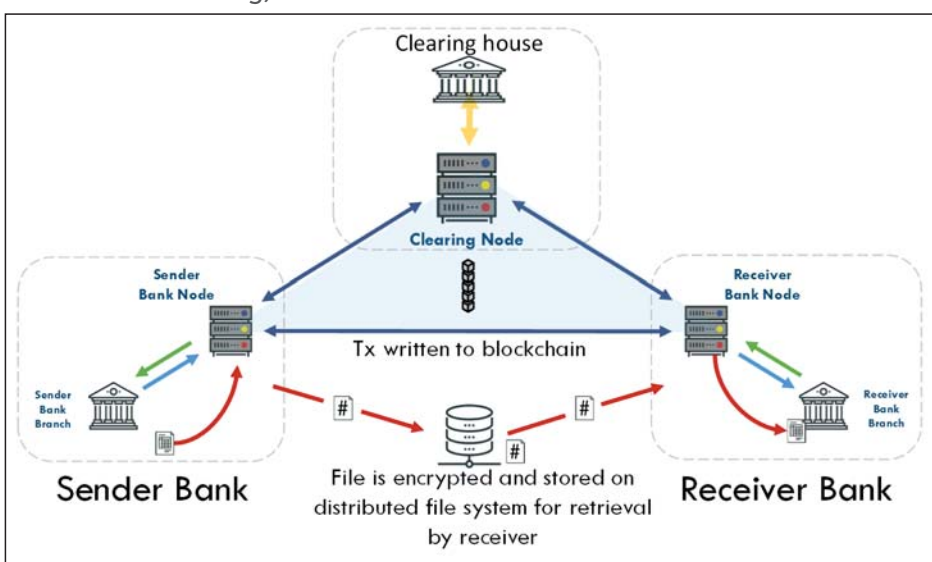 Clearing house
Clearing Node
Sender
Bank Node
Receiver
Bank Node
Tx written to blockchain
Sender
Bank
Branch
Receiver
Bank
Branch
#
#
#
Sender Bank
File is encrypted and stored on
distributed file system for retrieval
by receiver
Receiver Bank